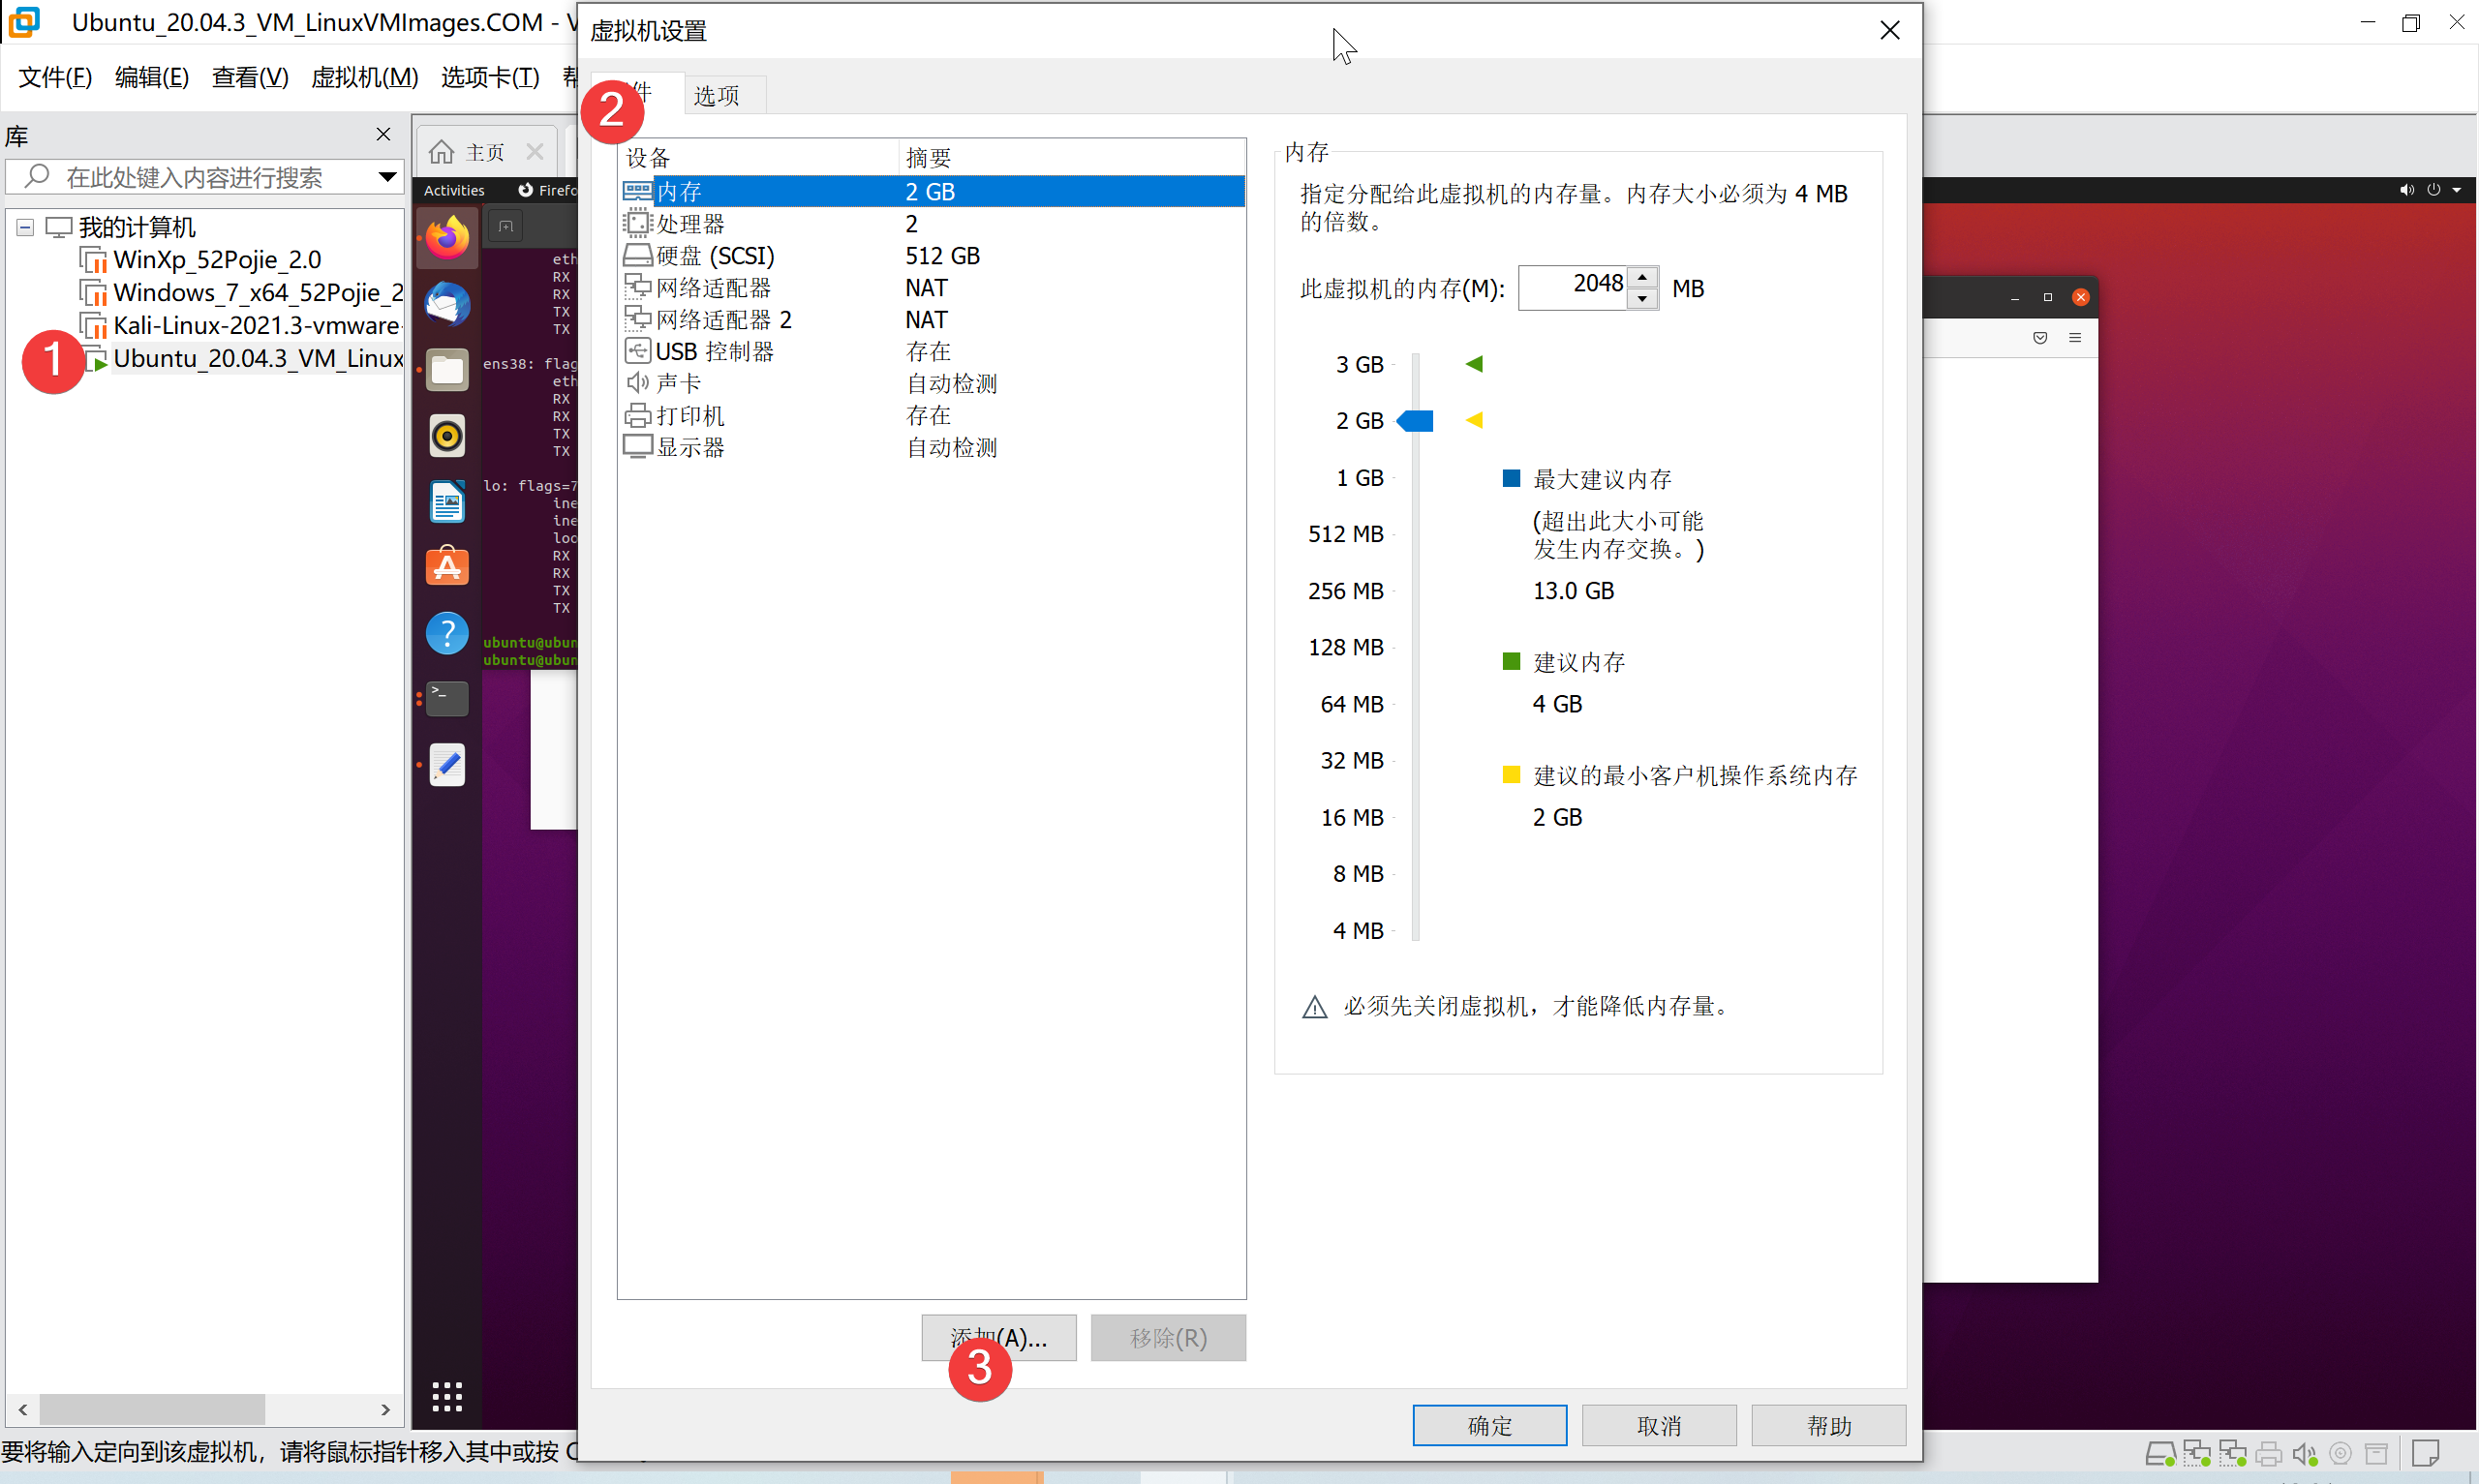 Ubuntu_20.04.3_VM_LinuxVMImages.COM - V
文件(F) 编辑(E) 查看(V) 虚拟机(M) 选项卡(T) 帮
库
在此处键入内容进行搜索
我的计算机
WinXp_52Pojie_2.0
Windows_7_x64_52Pojie_2
Kali-Linux-2021.3-vmware-
1
Ubuntu_20.04.3_VM_Linux
主页
Activities Firefo
eth
RX
RX
TX
TX
ens38: flag
eth
RX
RX
TX
TX
lo: flags=7
ine
ine
loo
RX
RX
TX
TX
ubuntu@ubun
ubuntu@ubun
虚拟机设置
2
件 选项
设备 摘要
内存 2 GB
处理器 2
硬盘 (SCSI) 512 GB
网络适配器 NAT
网络适配器 2 NAT
USB 控制器 存在
声卡 自动检测
打印机 存在
显示器 自动检测
添加(A)... 移除(R)
3
内存
指定分配给此虚拟机的内存量。内存大小必须为 4 MB
的倍数。
此虚拟机的内存(M): 2048 MB
3 GB
2 GB
1 GB
512 MB
256 MB
128 MB
64 MB
32 MB
16 MB
8 MB
4 MB
最大建议内存
(超出此大小可能
发生内存交换。)
13.0 GB
建议内存
4 GB
建议的最小客户机操作系统内存
2 GB
必须先关闭虚拟机，才能降低内存量。
确定 取消 帮助
要将输入定向到该虚拟机，请将鼠标指针移入其中或按 C